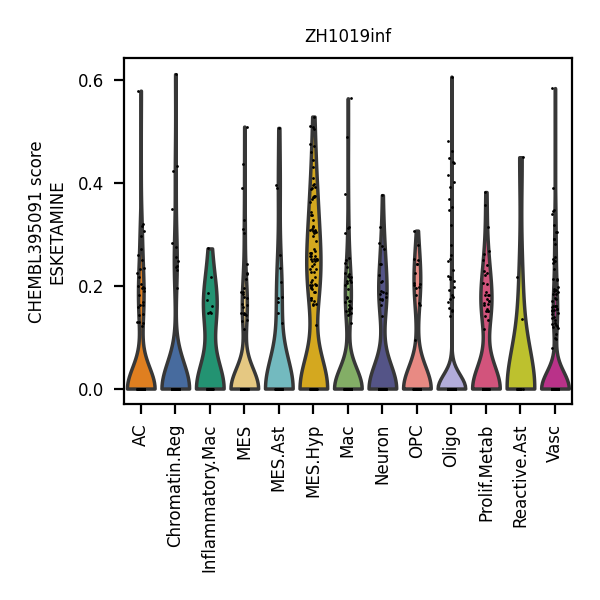 ZH1019inf
CHEMBL395091 score
ESKETAMINE
0.6
0.4
0.2
0.0
AC
Chromatin.Reg
Inflammatory.Mac
MES
MES.Ast
MES.Hyp
Mac
Neuron
OPC
Oligo
Prolif.Metab
Reactive.Ast
Vasc